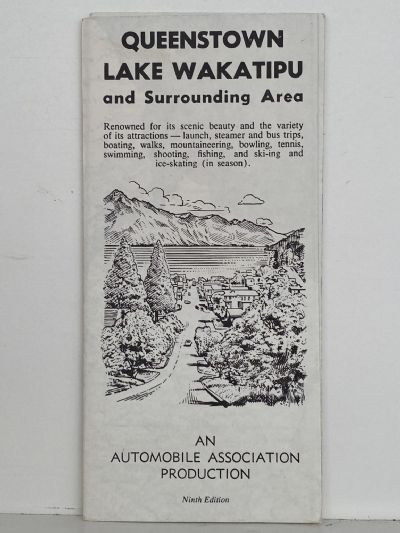 QUEENSTOWN
LAKE WAKATIPU
and Surrounding Area
Renowned for its scenic beauty and the variety
of its attractions — launch, steamer and bus trips,
boating, walks, mountaineering, bowling, tennis,
swimming, shooting, fishing, and ski-ing and
ice-skating (in season).
AN
AUTOMOBILE ASSOCIATION
PRODUCTION
Ninth Edition